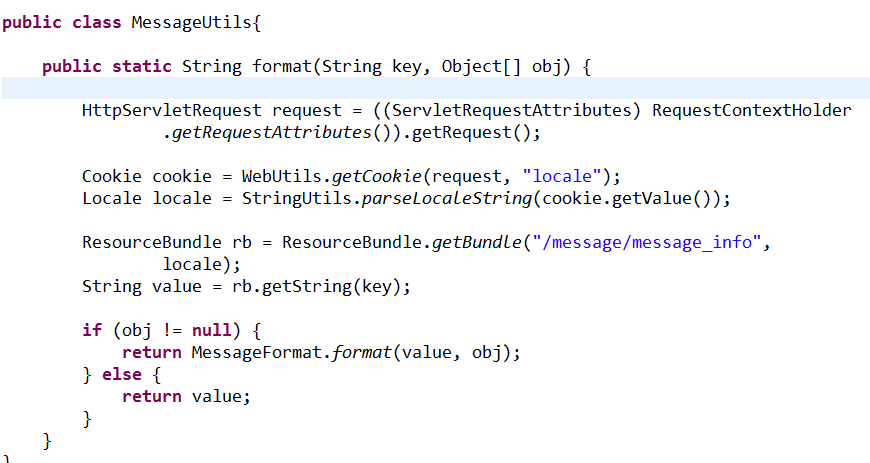 public class MessageUtils{
public static String format(String key, Object[] obj) {
HttpServletRequest request = ((ServletRequestAttributes) RequestContextHolder
.getRequestAttributes()).getRequest();
Cookie cookie = WebUtils.getCookie(request, "locale");
Locale locale = StringUtils.parseLocaleString(cookie.getValue());
ResourceBundle rb = ResourceBundle.getBundle("/message/message_info",
locale);
String value = rb.getString(key);
if (obj != null) {
return MessageFormat.format(value, obj);
} else {
return value;
}
}
}